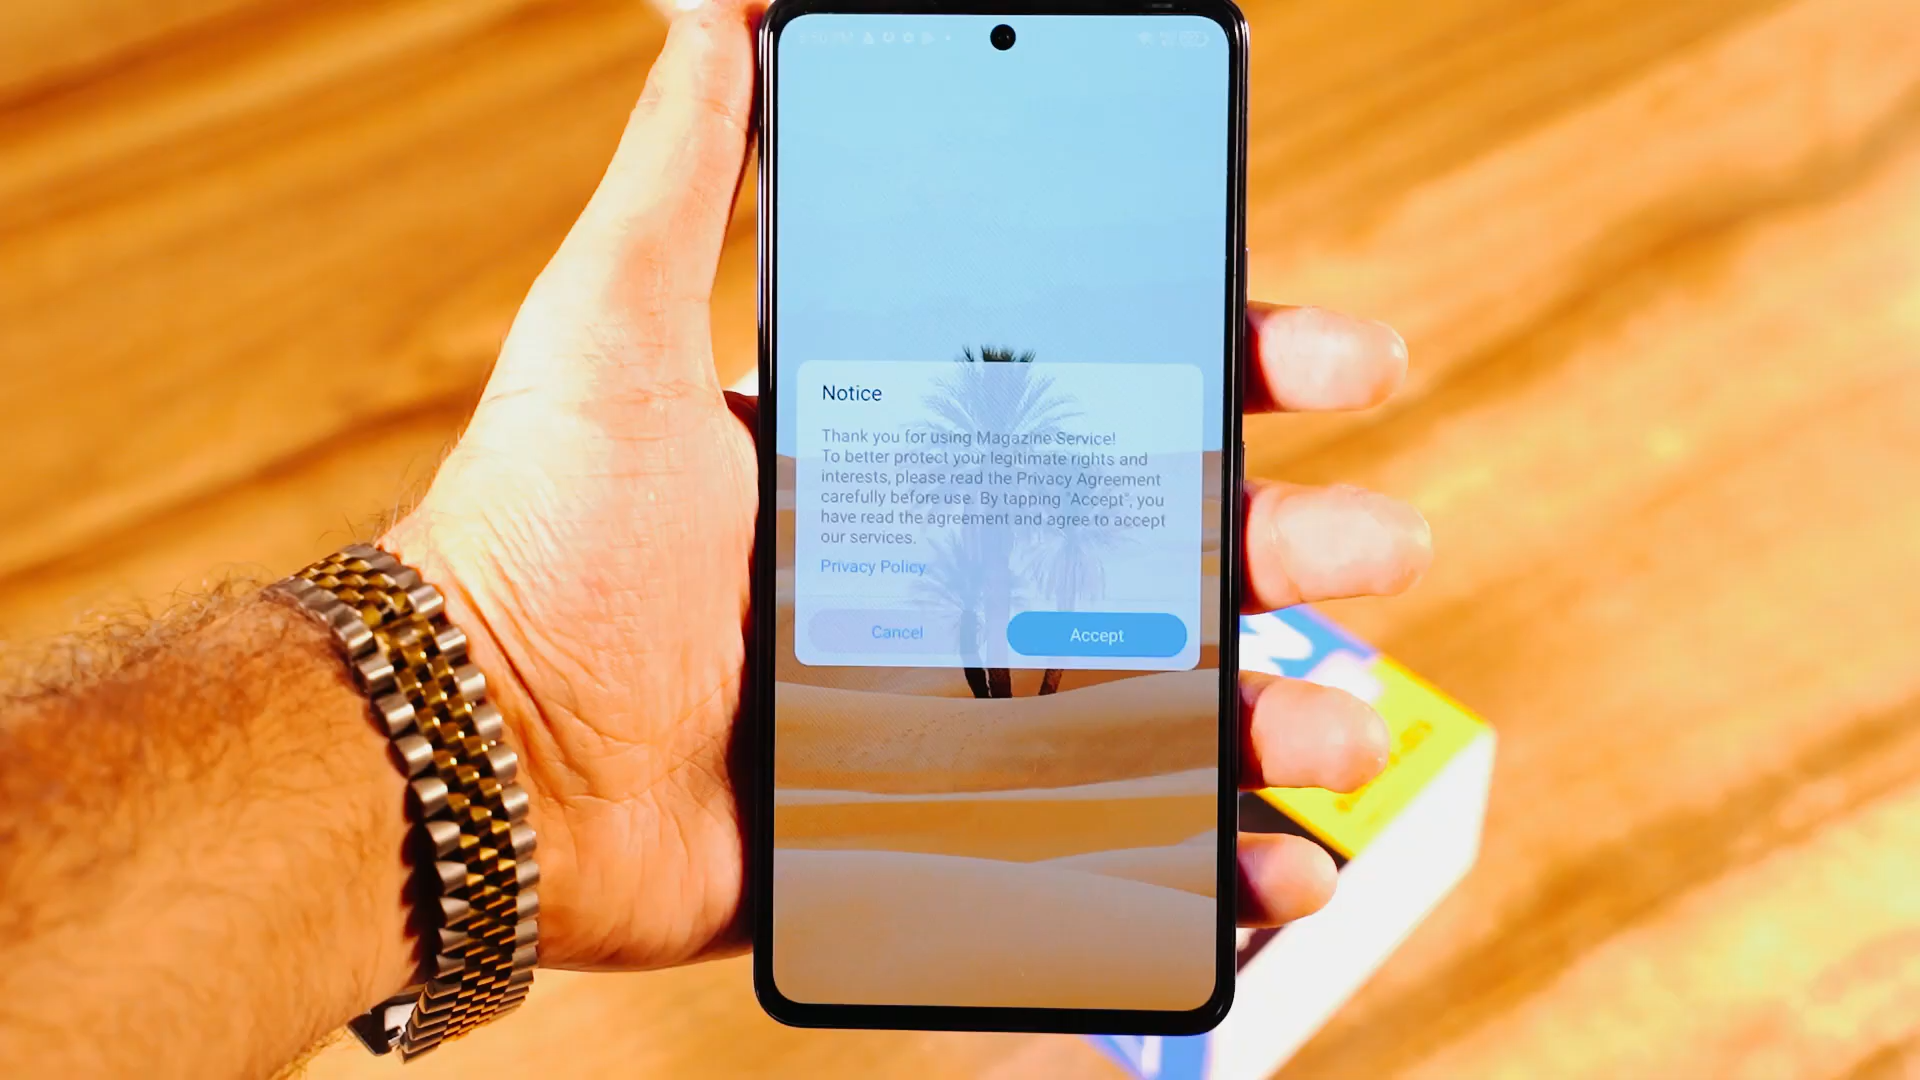 Notice
Thank you for using Magazine Service!
To better protect your legitimate rights and
interests, please read the Privacy Agreement
carefully before use. By tapping "Accept", you
have read the agreement and agree to accept
our services.
Privacy Policy
Cancel
Accept